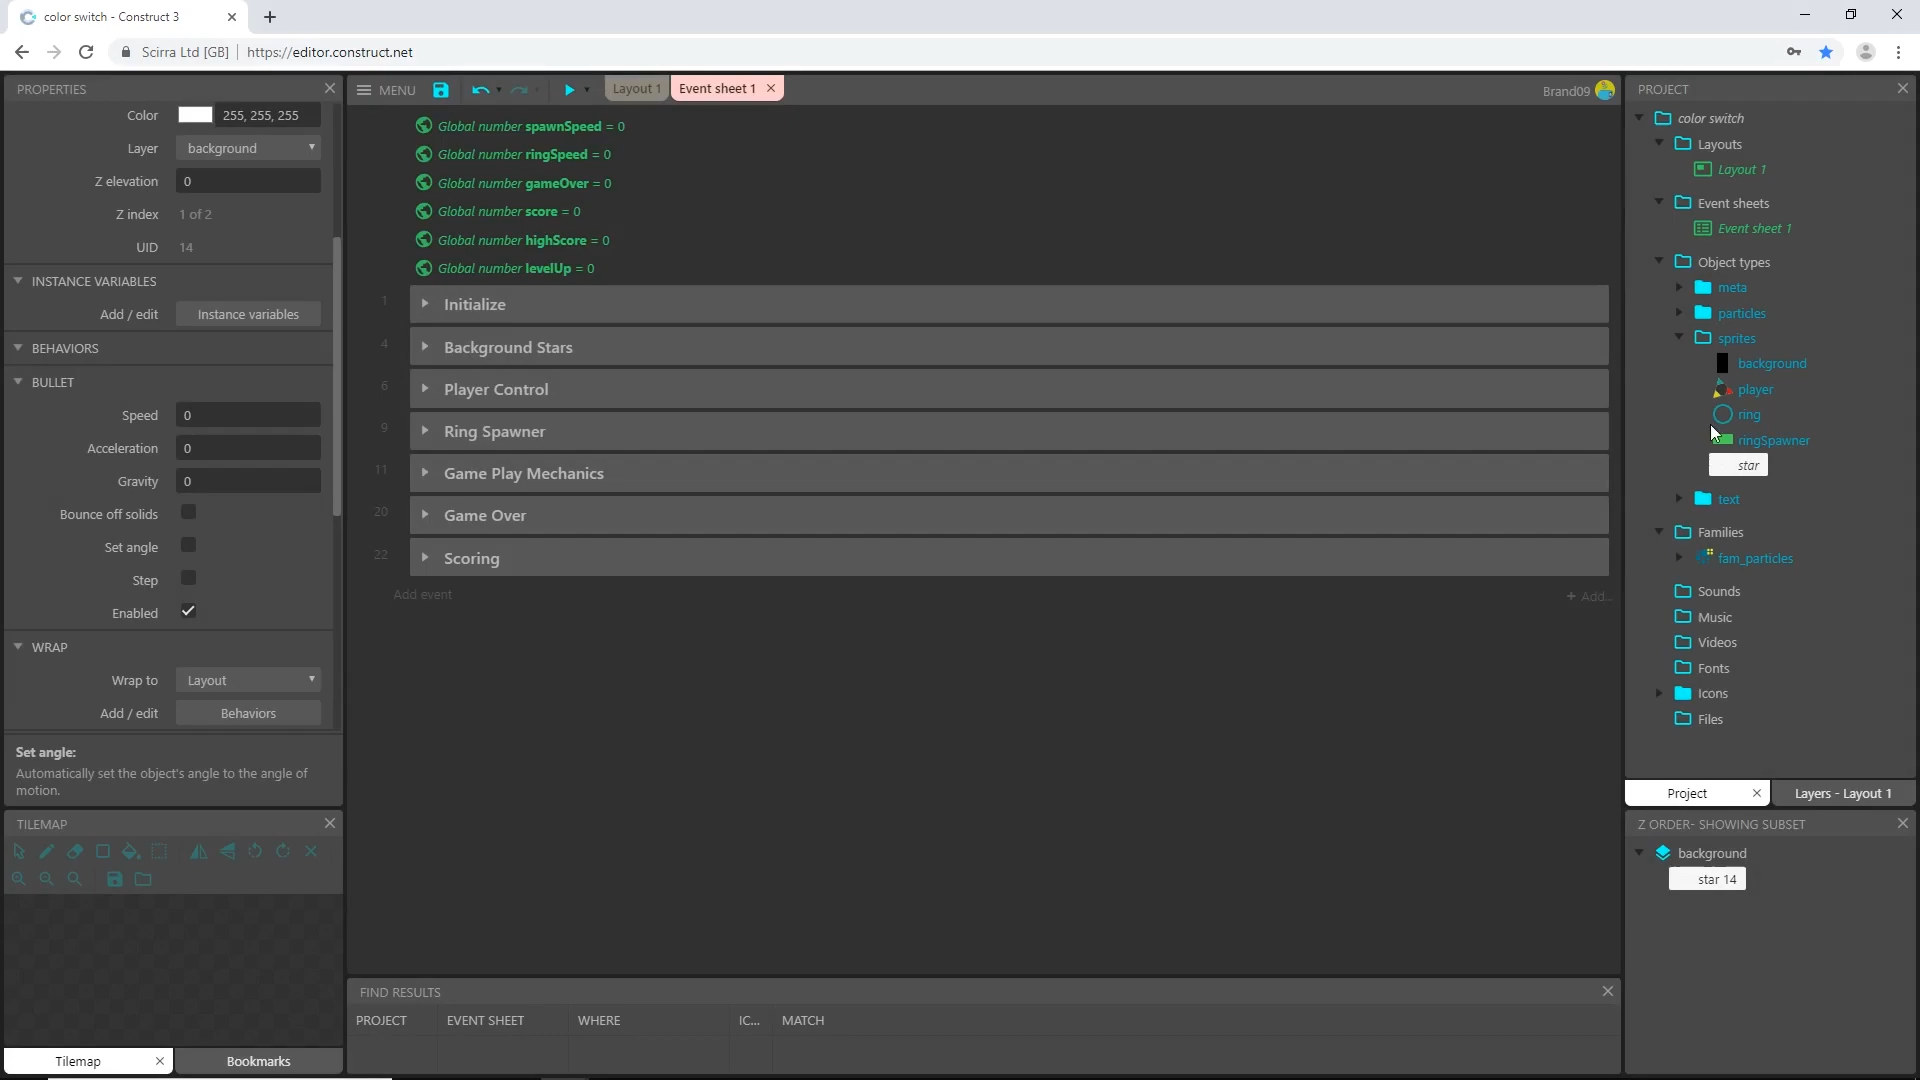 color switch - Construct 3
Scirra Ltd [GB] https://editor.construct.net
PROPERTIES
Color 255, 255, 255
Layer background
Z elevation 0
Z index 1 of 2
UID 14
INSTANCE VARIABLES
Add / edit Instance variables
BEHAVIORS
BULLET
Speed 0
Acceleration 0
Gravity 0
Bounce off solids
Set angle
Step
Enabled
WRAP
Wrap to Layout
Add / edit Behaviors
Set angle:
Automatically set the object's angle to the angle of
motion.
TILEMAP
Tilemap Bookmarks
MENU Layout 1 Event sheet 1 Brand09
Global number spawnSpeed = 0
Global number ringSpeed = 0
Global number gameOver = 0
Global number score = 0
Global number highScore = 0
Global number levelUp = 0
1 Initialize
4 Background Stars
6 Player Control
9 Ring Spawner
11 Game Play Mechanics
20 Game Over
22 Scoring
Add event + Add...
FIND RESULTS
PROJECT EVENT SHEET WHERE IC... MATCH
PROJECT
color switch
Layouts
Layout 1
Event sheets
Event sheet 1
Object types
meta
particles
sprites
background
player
ring
ringSpawner
star
text
Families
fam_particles
Sounds
Music
Videos
Fonts
Icons
Files
Project Layers - Layout 1
Z ORDER- SHOWING SUBSET
background
star 14